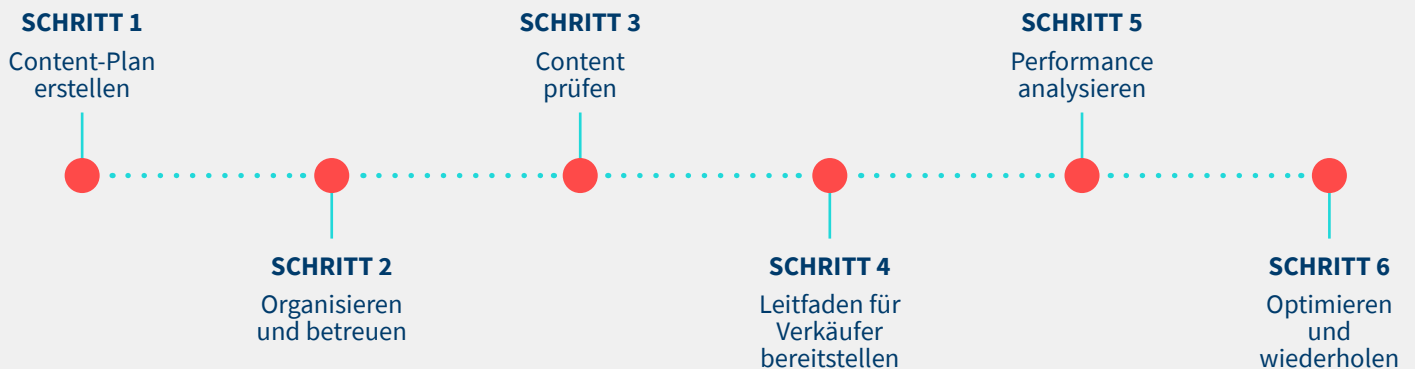 SCHRITT 1
Content-Plan
erstellen
SCHRITT 2
Organisieren
und betreuen
SCHRITT 3
Content
prüfen
SCHRITT 4
Leitfaden für
Verkäufer
bereitstellen
SCHRITT 5
Performance
analysieren
SCHRITT 6
Optimieren
und
wiederholen